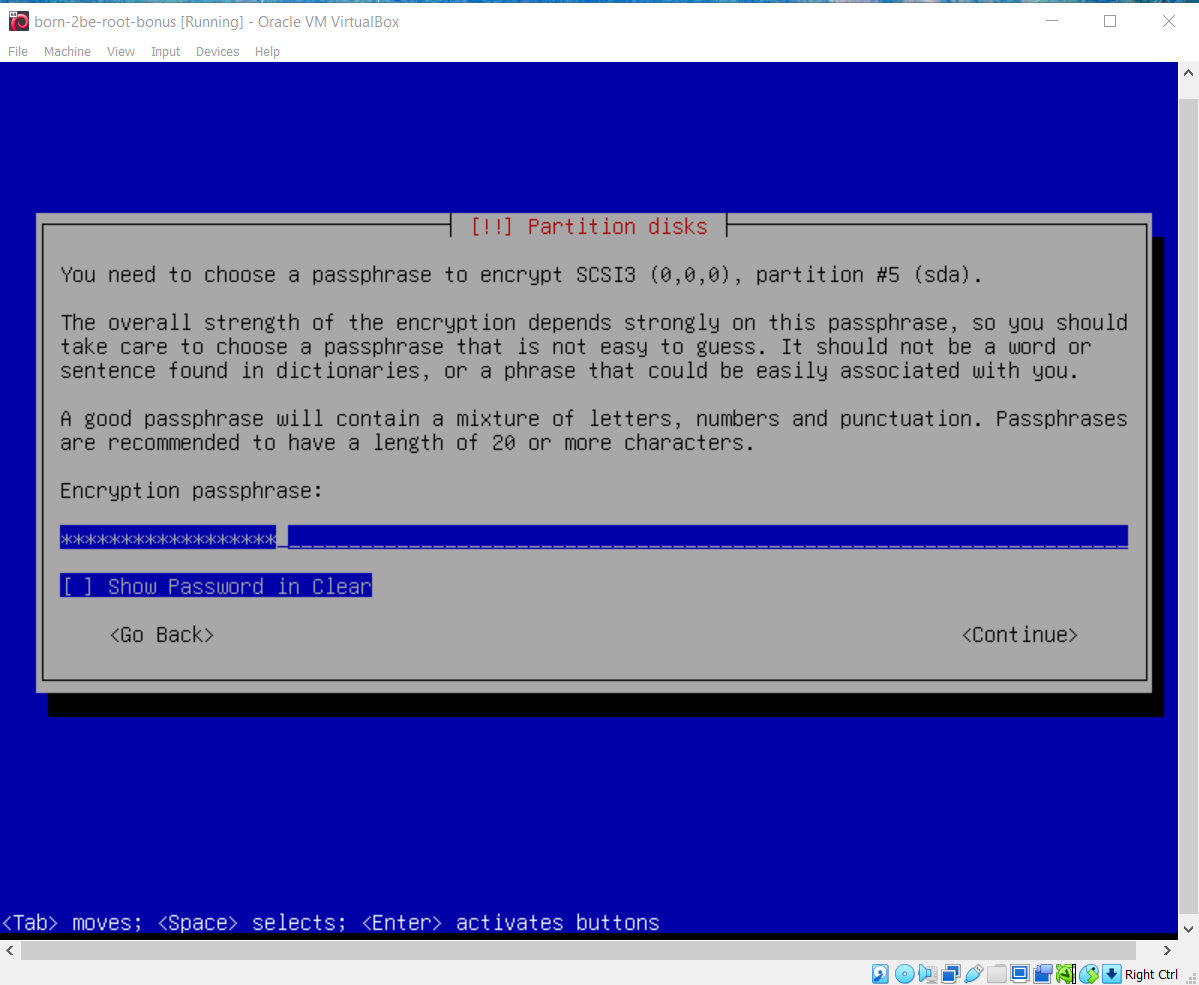 born-2be-root-bonus [Running] - Oracle VM VirtualBox
File Machine View Input Devices Help
[!!] Partition disks
You need to choose a passphrase to encrypt SCSI3 (0,0,0), partition #5 (sda).
The overall strength of the encryption depends strongly on this passphrase, so you should
take care to choose a passphrase that is not easy to guess. It should not be a word or
sentence found in dictionaries, or a phrase that could be easily associated with you.
A good passphrase will contain a mixture of letters, numbers and punctuation. Passphrases
are recommended to have a length of 20 or more characters.
Encryption passphrase:
******************
[ ] Show Password in Clear
<Go Back> <Continue>
<Tab> moves; <Space> selects; <Enter> activates buttons
Right Ctrl